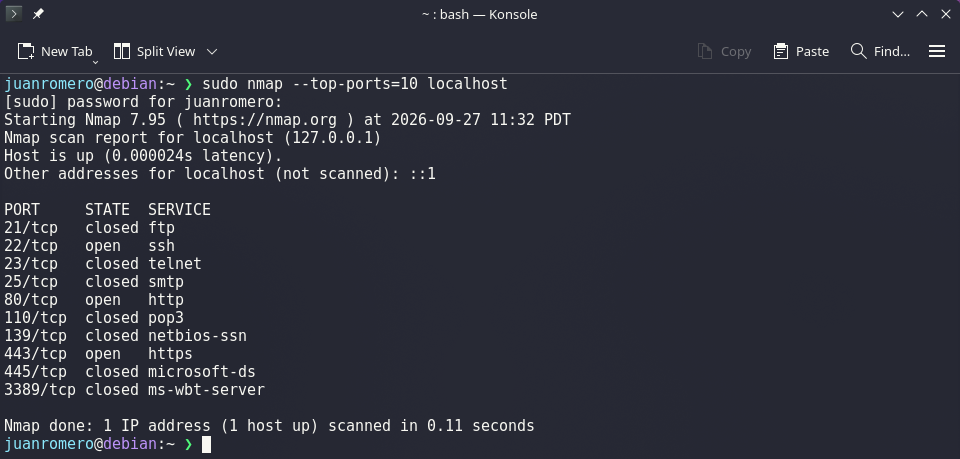 ~ : bash — Konsole
New Tab Split View Copy Paste Find...
juanromero@debian:~ ❯ sudo nmap --top-ports=10 localhost
[sudo] password for juanromero:
Starting Nmap 7.95 ( https://nmap.org ) at 2026-09-27 11:32 PDT
Nmap scan report for localhost (127.0.0.1)
Host is up (0.000024s latency).
Other addresses for localhost (not scanned): ::1

PORT     STATE  SERVICE
21/tcp   closed ftp
22/tcp   open   ssh
23/tcp   closed telnet
25/tcp   closed smtp
80/tcp   open   http
110/tcp  closed pop3
139/tcp  closed netbios-ssn
443/tcp  open   https
445/tcp  closed microsoft-ds
3389/tcp closed ms-wbt-server

Nmap done: 1 IP address (1 host up) scanned in 0.11 seconds
juanromero@debian:~ ❯